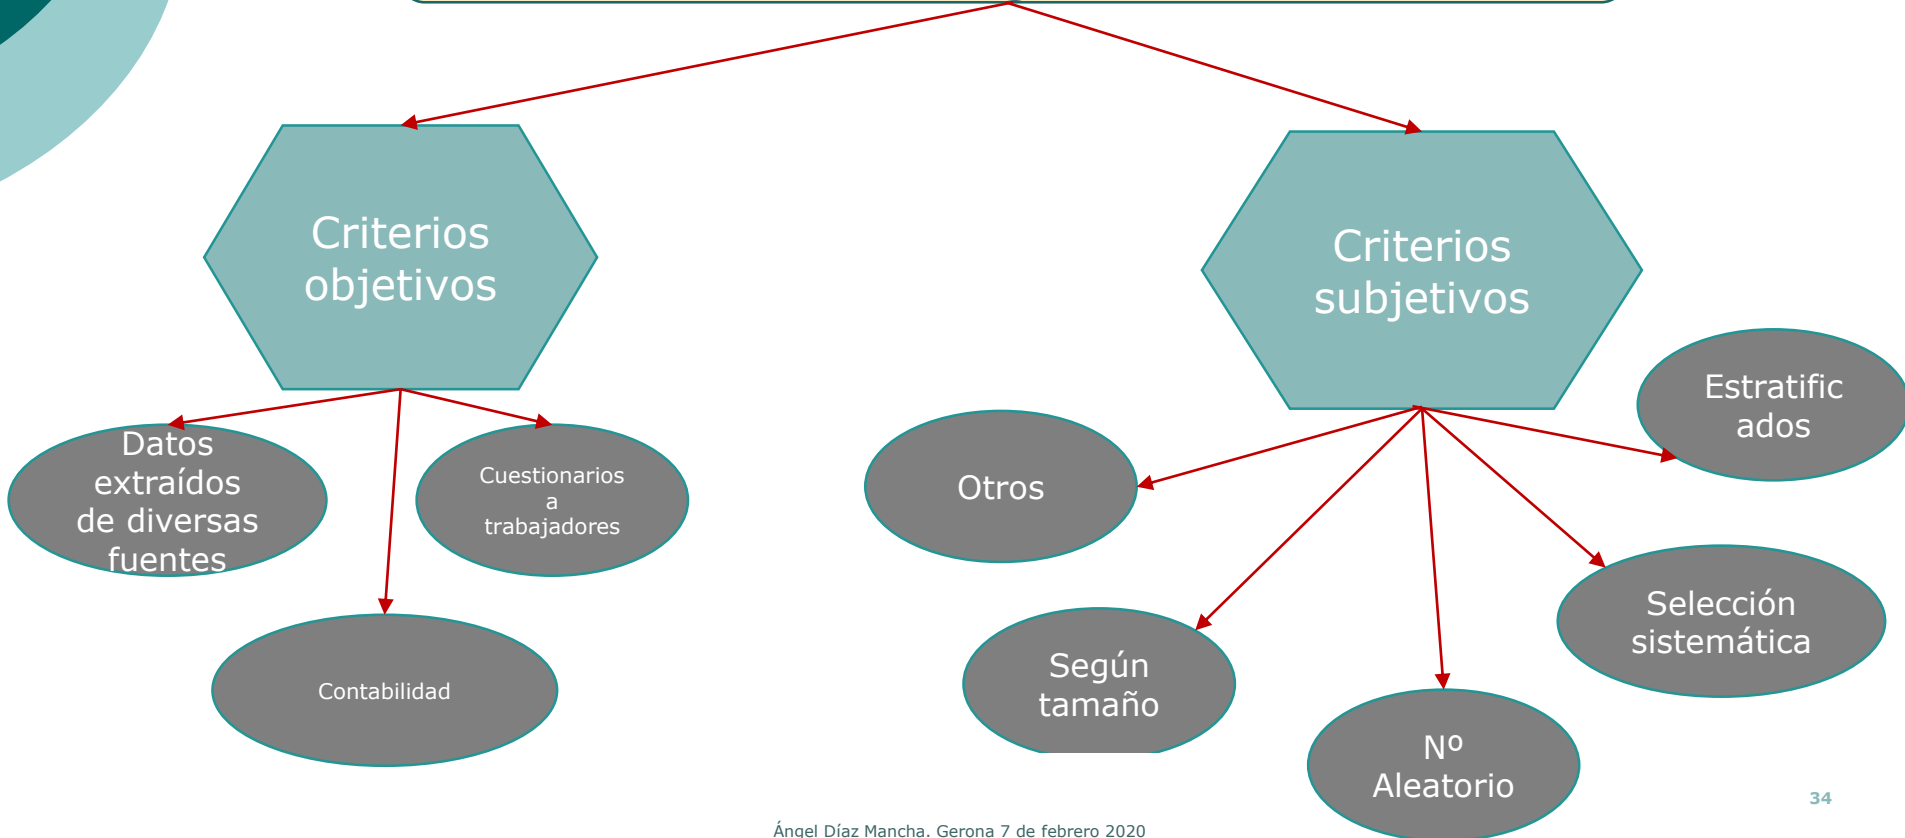 Criterios
objetivos
Criterios
subjetivos
Datos
extraídos
de diversas
fuentes
Cuestionarios
a
trabajadores
Contabilidad
Otros
Según
tamaño
Nº
Aleatorio
Selección
sistemática
Estratific
ados
34
Ángel Díaz Mancha. Gerona 7 de febrero 2020